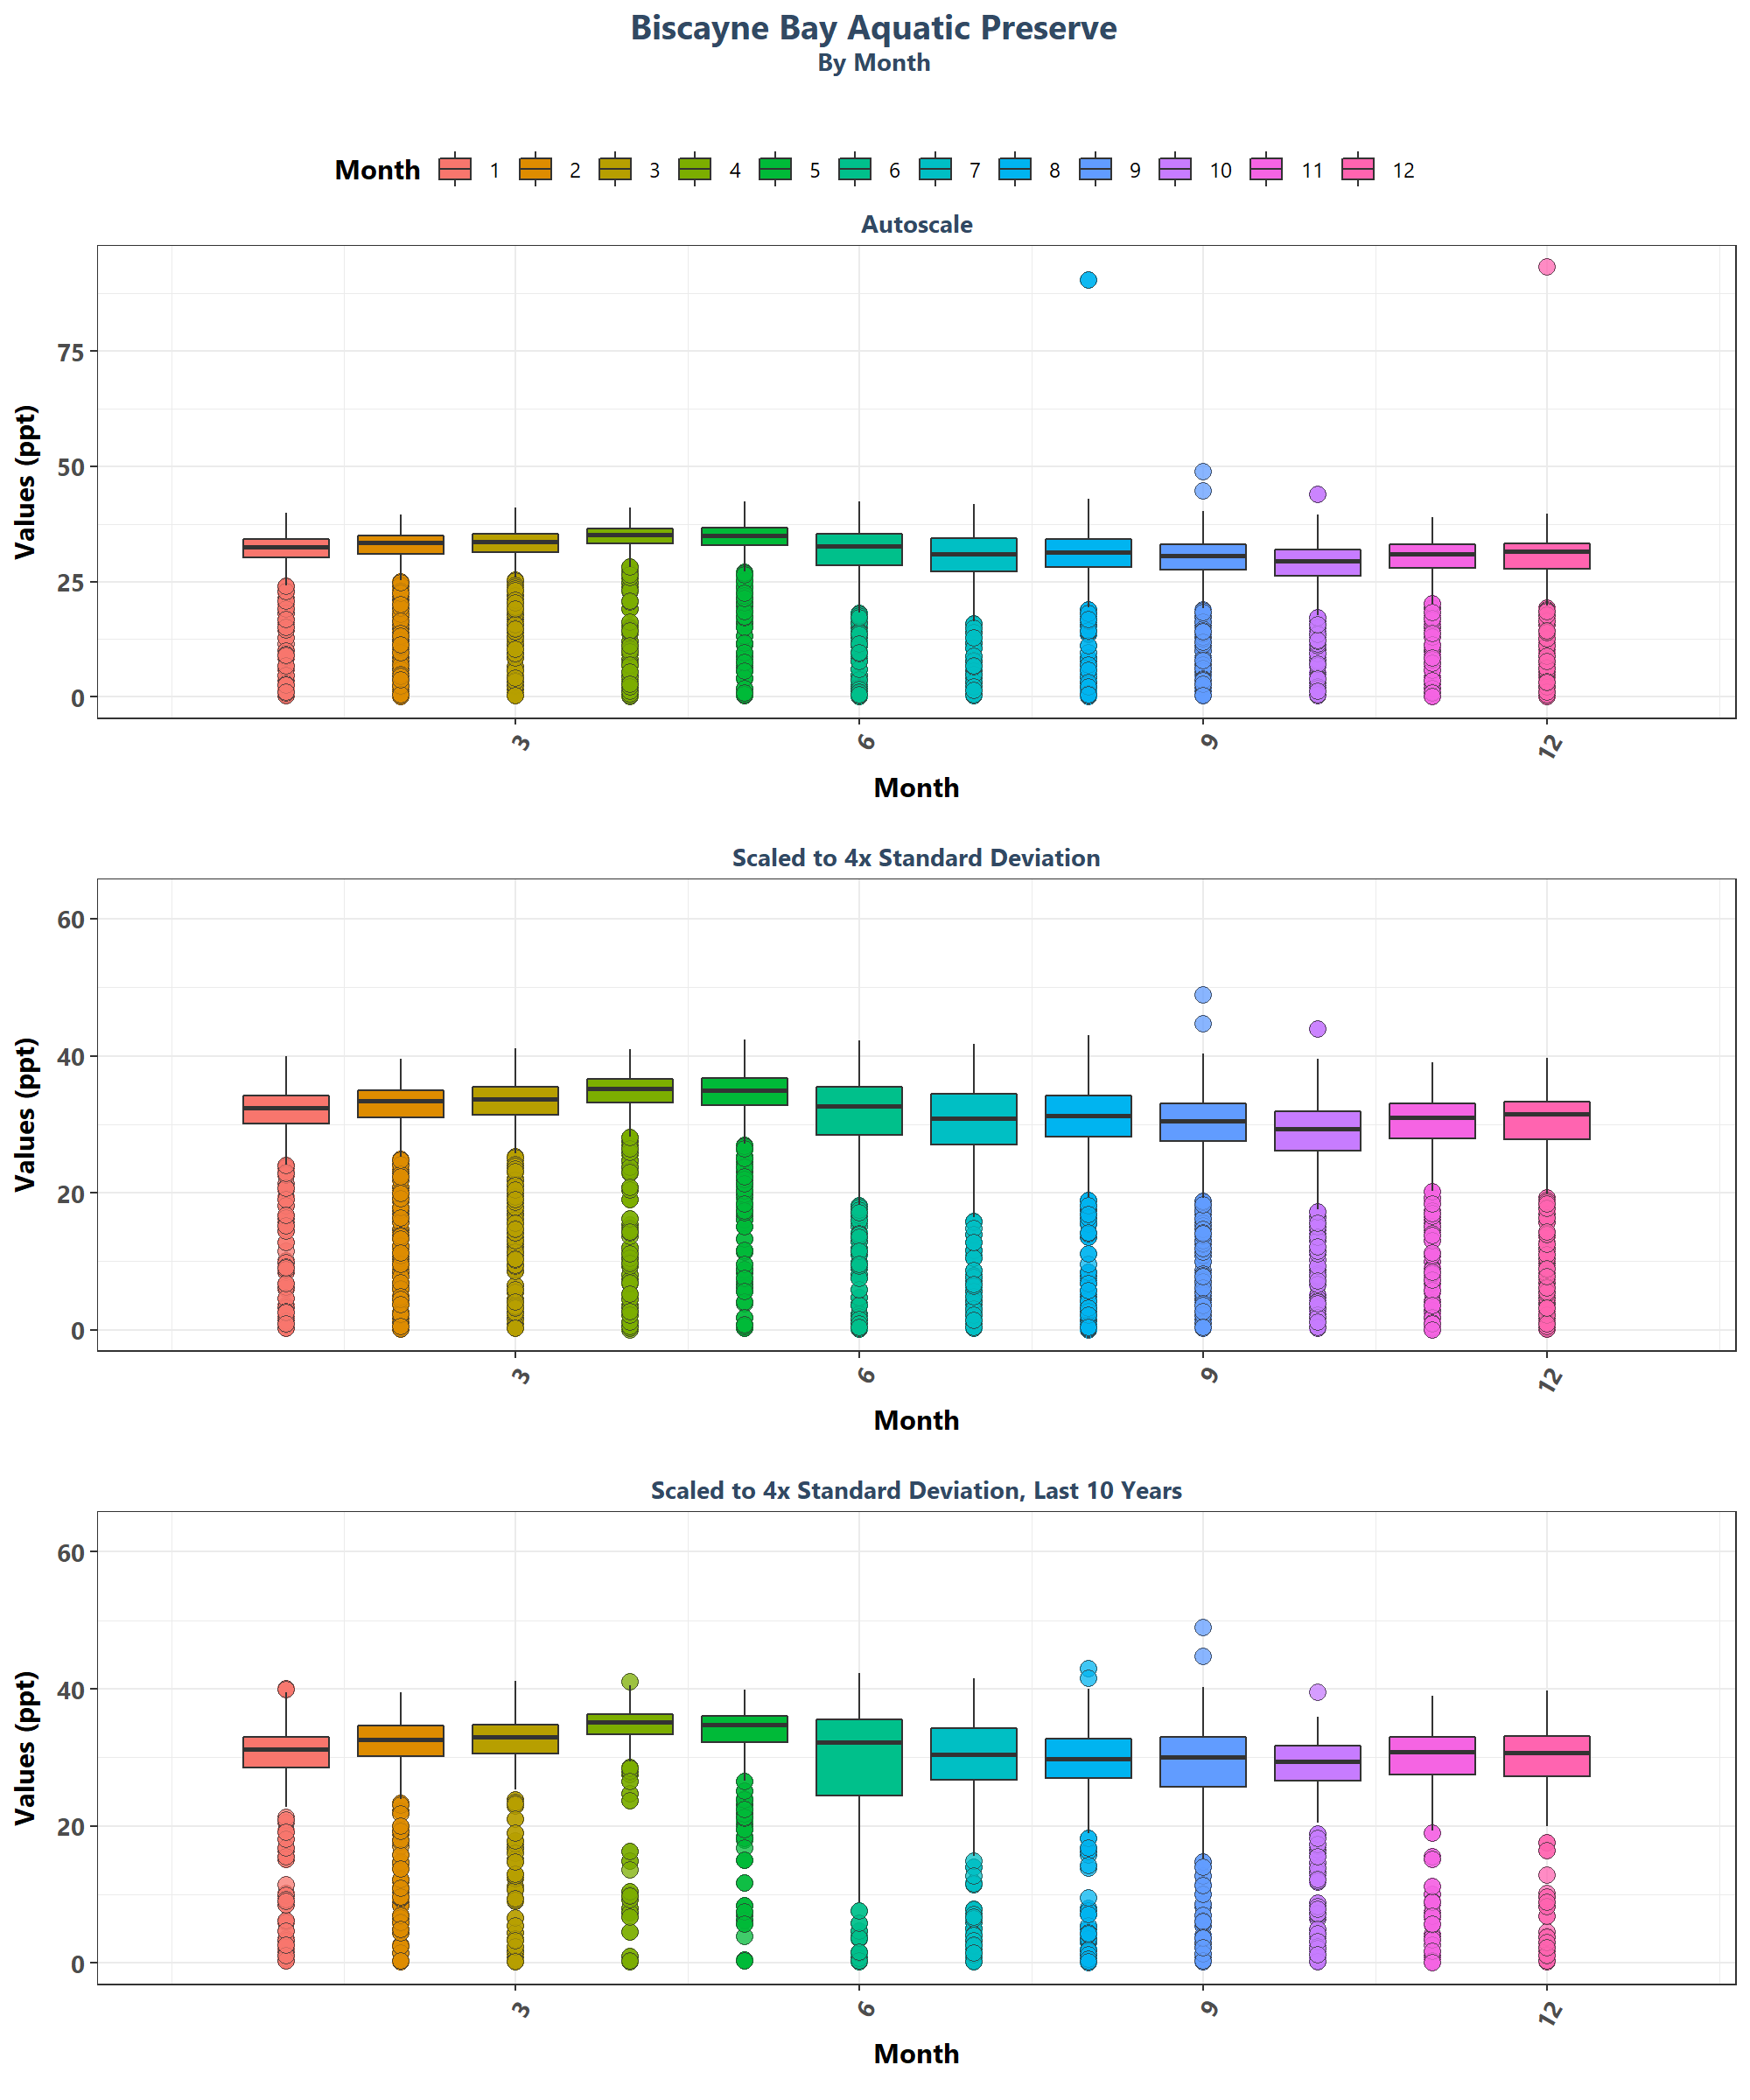 Biscayne Bay Aquatic Preserve
By Month
Month 1 2 3 4 5 6 7 8 9 10 11 12
Autoscale
Values (ppt)
75
50
25
0
3 6 9 12
Month
Scaled to 4x Standard Deviation
Values (ppt)
60
40
20
0
3 6 9 12
Month
Scaled to 4x Standard Deviation, Last 10 Years
Values (ppt)
60
40
20
0
3 6 9 12
Month